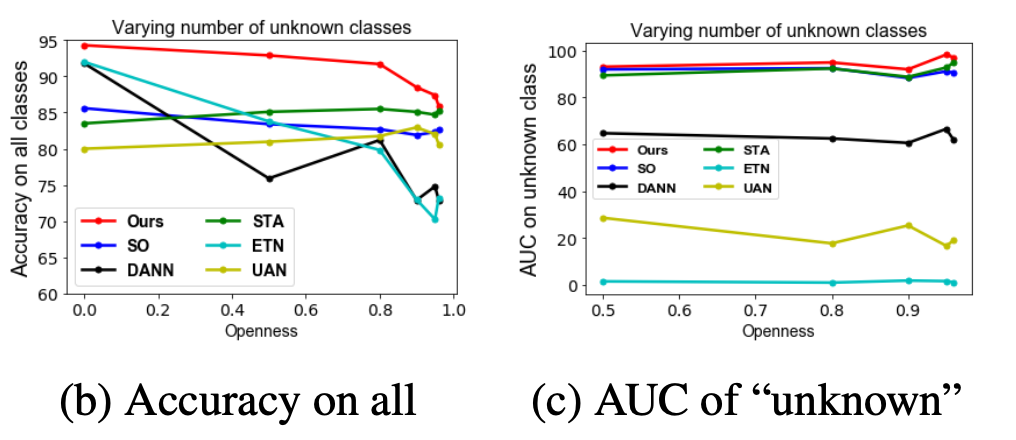 Varying number of unknown classes
Accuracy on all classes
95
90
85
80
75
70
65
60
Ours
SO
DANN
STA
ETN
UAN
0.0 0.2 0.4 0.6 0.8 1.0
Openness
(b) Accuracy on all
Varying number of unknown classes
AUC on unknown class
100
80
60
40
20
0
Ours
SO
DANN
STA
ETN
UAN
0.5 0.6 0.7 0.8 0.9
Openness
(c) AUC of “unknown”